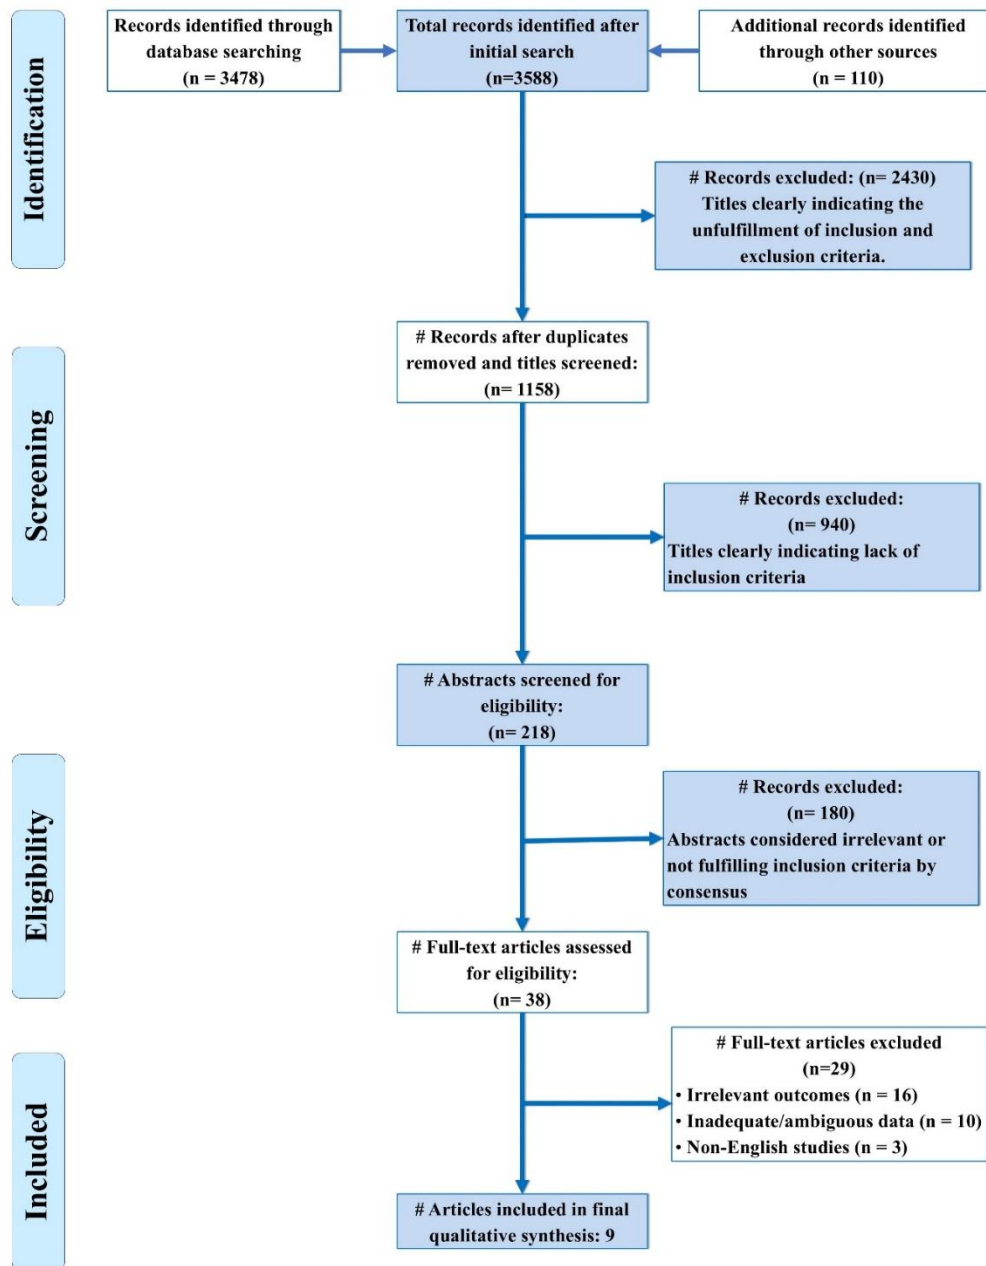 Records identified through
database searching
(n = 3478)
Total records identified after
initial search
(n=3588)
Additional records identified
through other sources
(n = 110)
Identification
# Records excluded: (n= 2430)
Titles clearly indicating the
unfulfillment of inclusion and
exclusion criteria.
# Records after duplicates
removed and titles screened:
(n= 1158)
Screening
# Records excluded:
(n= 940)
Titles clearly indicating lack of
inclusion criteria
# Abstracts screened for
eligibility:
(n= 218)
Eligibility
# Records excluded:
(n= 180)
Abstracts considered irrelevant or
not fulfilling inclusion criteria by
consensus
# Full-text articles assessed
for eligibility:
(n= 38)
Included
# Full-text articles excluded
(n=29)
• Irrelevant outcomes (n = 16)
• Inadequate/ambiguous data (n = 10)
• Non-English studies (n = 3)
# Articles included in final
qualitative synthesis: 9